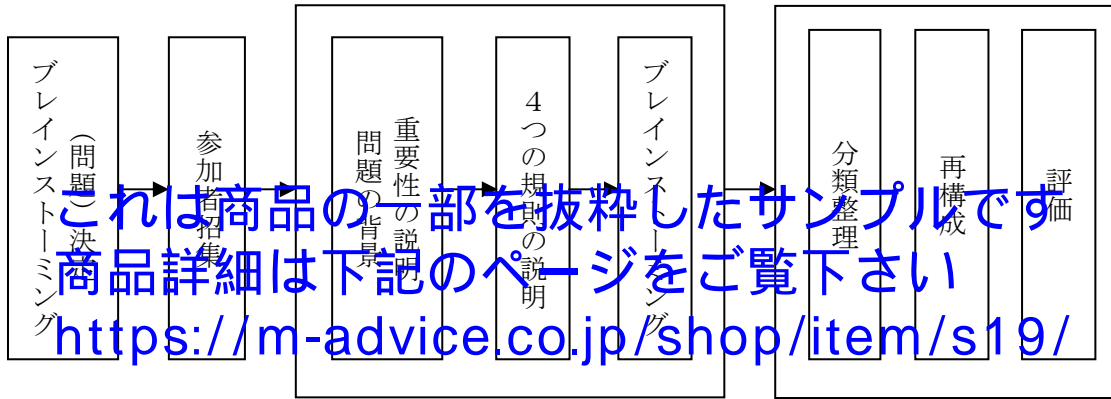 ブレインストーミング
（問題）決定
参加者招集
問題の背景
重要性の説明
４つの規則の説明
ブレインストーミング
分類整理
再構成
評価
これは商品の一部を抜粋したサンプルです
商品詳細は下記のページをご覧下さい
https://m-advice.co.jp/shop/item/s19/